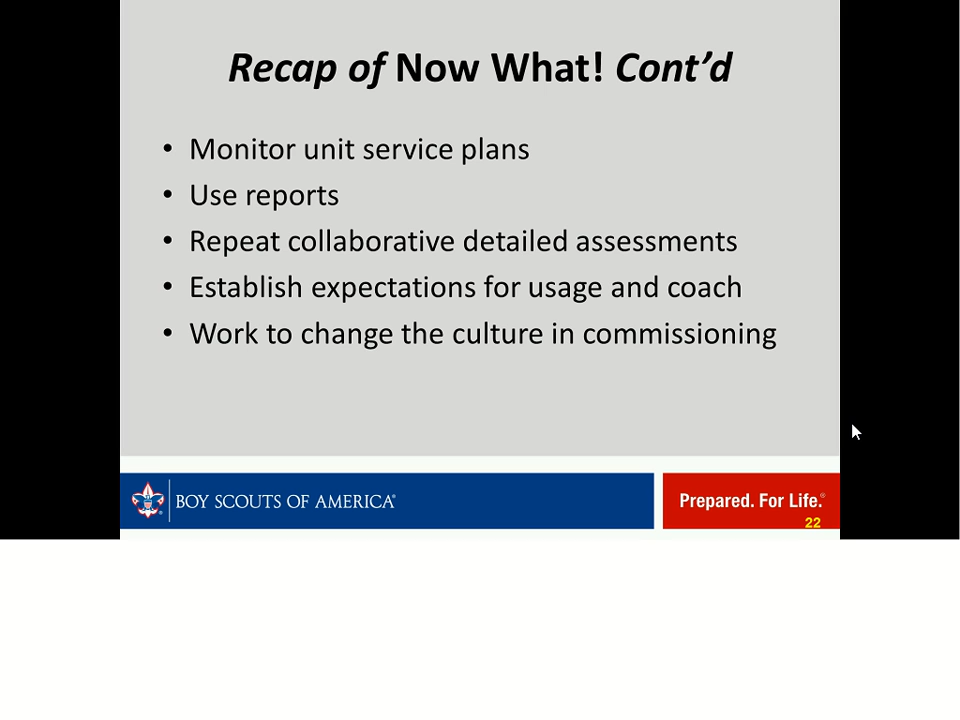 Recap of Now What! Cont’d
• Monitor unit service plans
• Use reports
• Repeat collaborative detailed assessments
• Establish expectations for usage and coach
• Work to change the culture in commissioning
BOY SCOUTS OF AMERICA®
Prepared. For Life.®
22